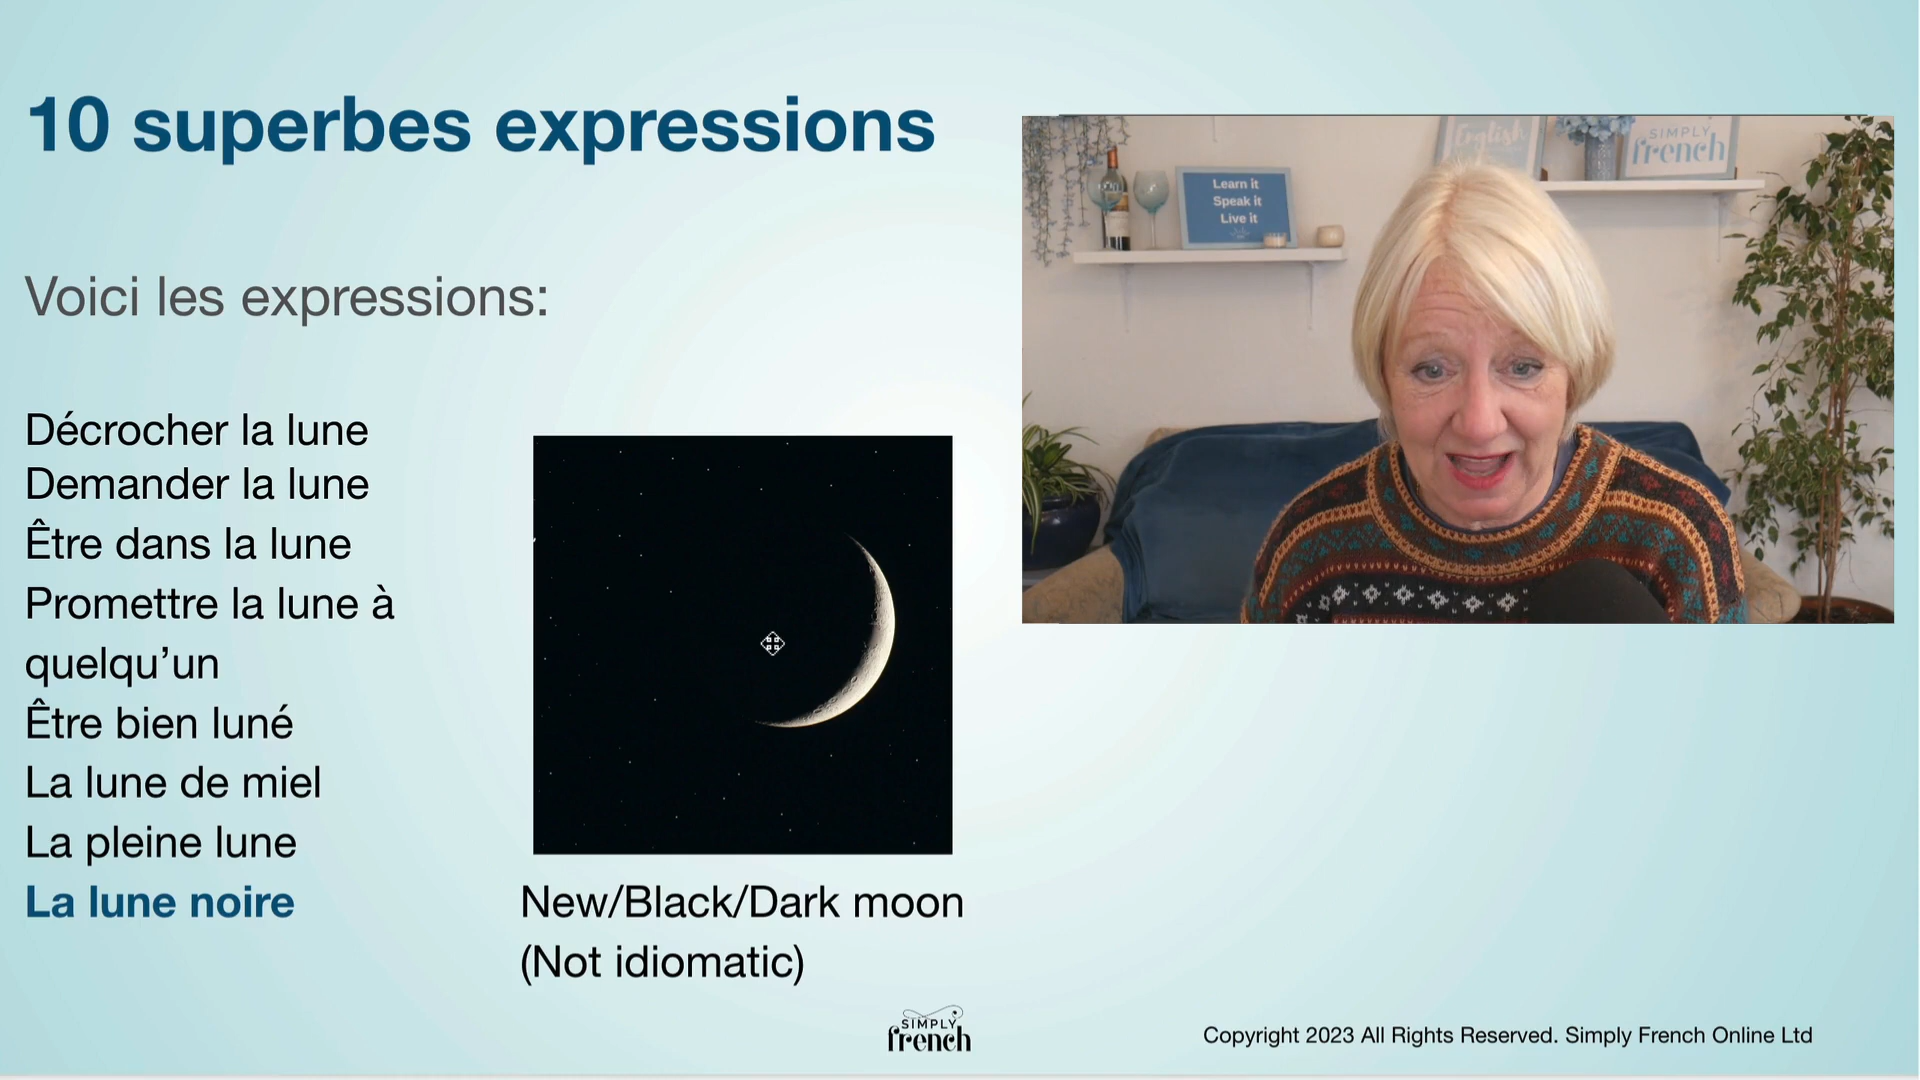 10 superbes expressions
Voici les expressions:
Décrocher la lune
Demander la lune
Être dans la lune
Promettre la lune à
quelqu’un
Être bien luné
La lune de miel
La pleine lune
La lune noire
New/Black/Dark moon
(Not idiomatic)
English
SIMPLY
french
Learn it
Speak it
Live it
SIMPLY
french
Copyright 2023 All Rights Reserved. Simply French Online Ltd